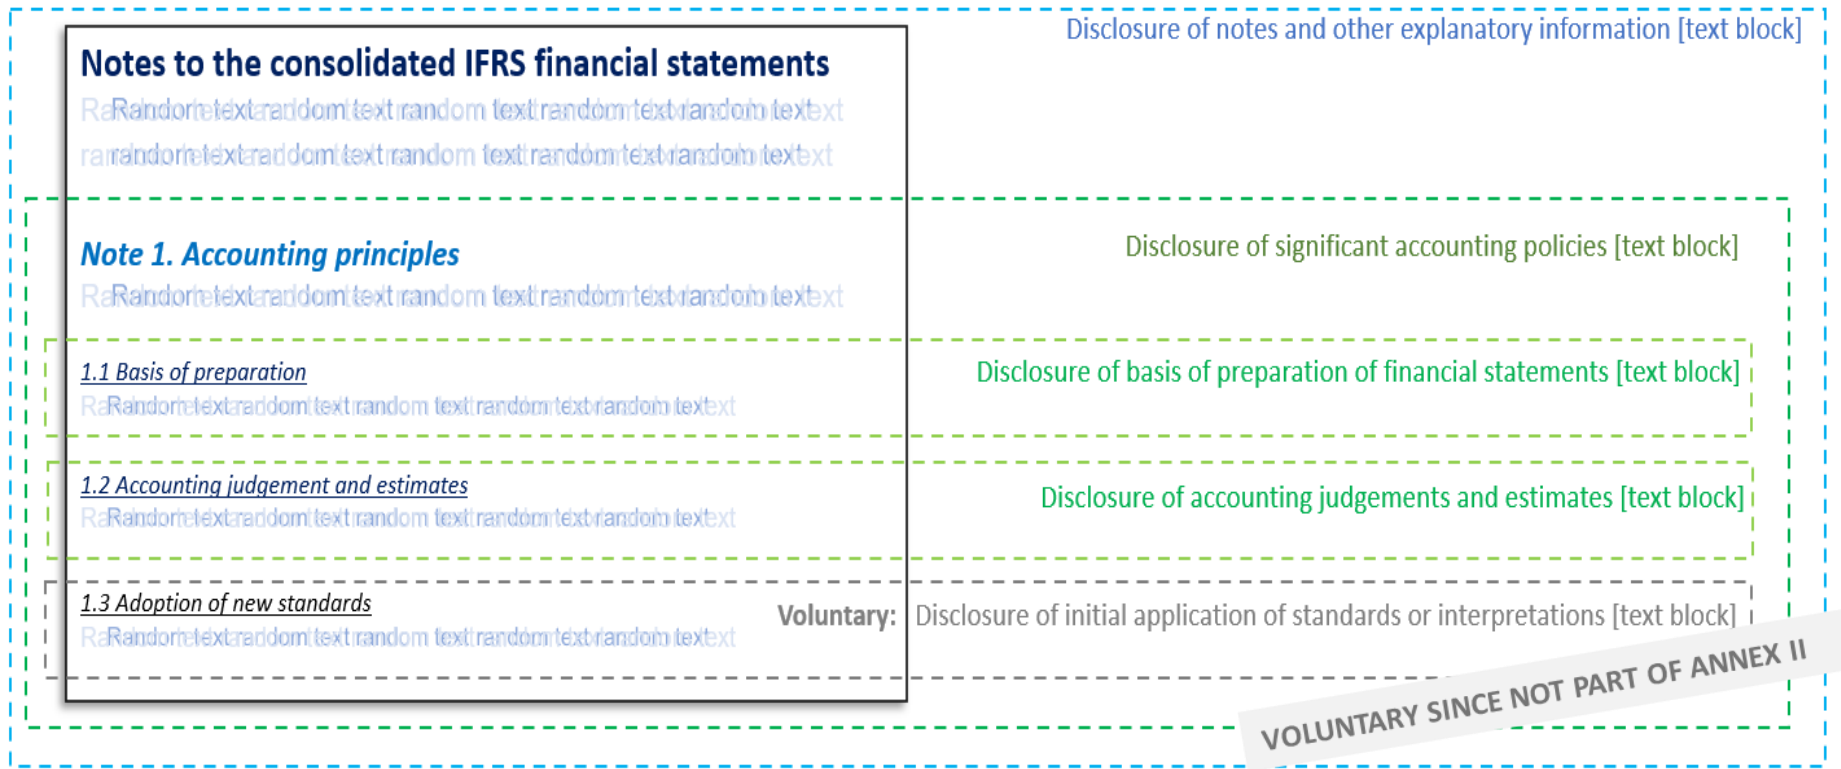 Disclosure of notes and other explanatory information [text block]
Notes to the consolidated IFRS financial statements
Random text random text random text random text random text
random text random text random text random text random text
Note 1. Accounting principles
Disclosure of significant accounting policies [text block]
Random text random text random text random text random text
1.1 Basis of preparation
Disclosure of basis of preparation of financial statements [text block]
Random text random text random text random text random text
1.2 Accounting judgement and estimates
Disclosure of accounting judgements and estimates [text block]
Random text random text random text random text random text
1.3 Adoption of new standards
Voluntary: Disclosure of initial application of standards or interpretations [text block]
Random text random text random text random text random text
VOLUNTARY SINCE NOT PART OF ANNEX II